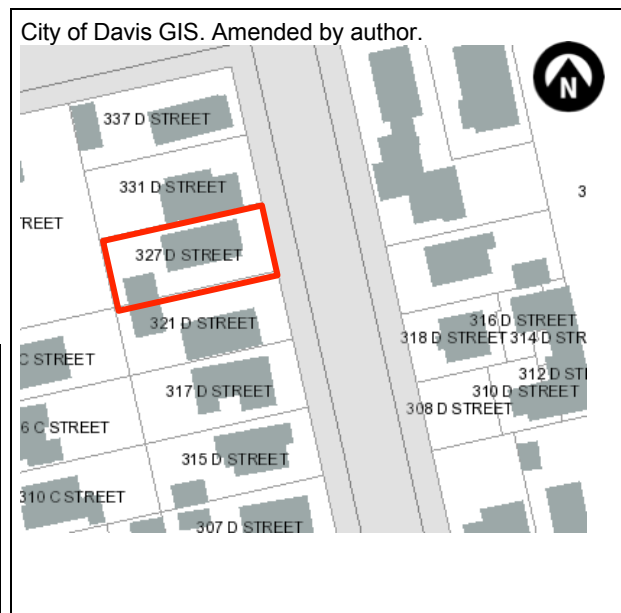 City of Davis GIS. Amended by author.
N
337 D STREET
331 D STREET
3
REET
327 D STREET
321 D STREET
316 D STREET
318 D STREET
314 D STR
C STREET
312 D STI
317 D STREET
310 D STREET
308 D STREET
6 C STREET
315 D STREET
310 C STREET
307 D STREET